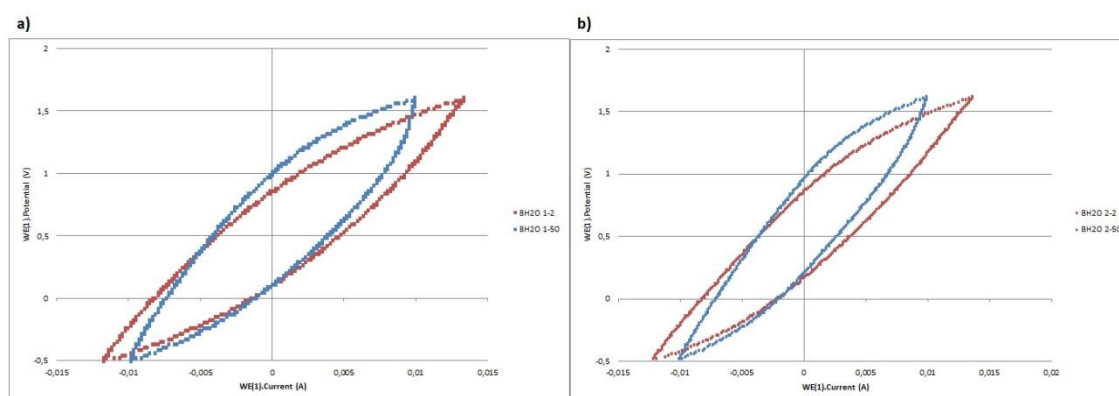 a)
WE(1).Potential (V)
2
1,5
1
0,5
0
-0,5
-0,015
-0,01
-0,005
0
0,005
0,01
0,015
WE(1).Current (A)
BH2O 1-2
BH2O 1-50
b)
WE(1).Potential (V)
2
1,5
1
0,5
0
-0,5
-0,015
-0,01
-0,005
0
0,005
0,01
0,015
0,02
WE(1).Current (A)
BH2O 2-2
BH2O 2-50